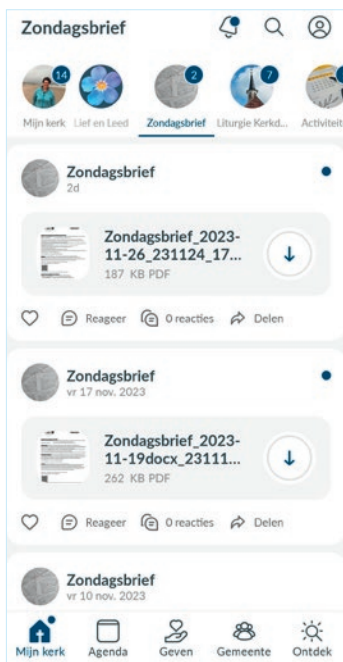 Zondagsbrief
14
2
7
Mijn kerk
Lief en Leed
Zondagsbrief
Liturgie Kerkd...
Activiteit
Zondagsbrief
2d
Zondagsbrief_2023-
11-26_231124_17...
187 KB PDF
Reageer
0 reacties
Delen
Zondagsbrief
vr 17 nov. 2023
Zondagsbrief_2023-
11-19docx_23111...
262 KB PDF
Reageer
0 reacties
Delen
Zondagsbrief
vr 10 nov. 2023
Mijn kerk
Agenda
Geven
Gemeente
Ontdek